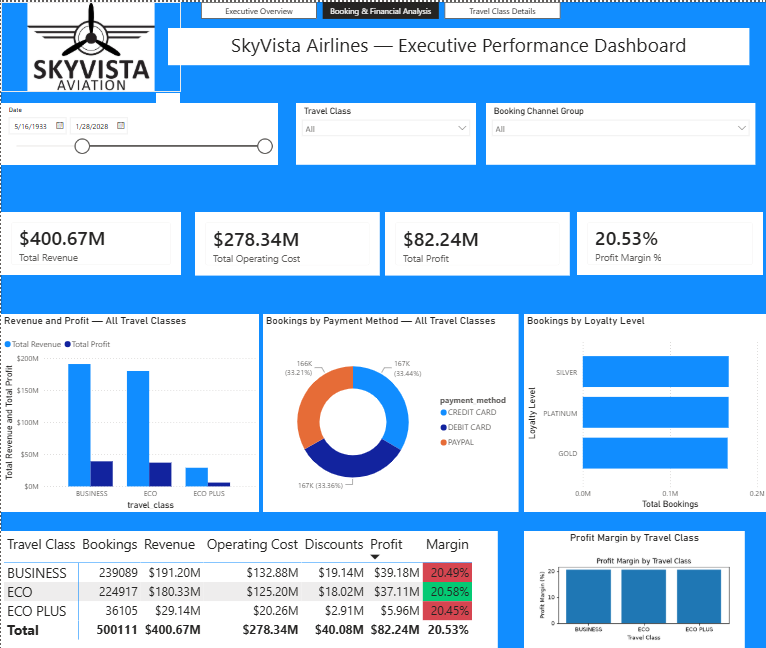 Executive Overview
Booking & Financial Analysis
Travel Class Details
SKYVISTA
AVIATION
SkyVista Airlines — Executive Performance Dashboard
Date
5/16/1933
1/28/2028
Travel Class
All
Booking Channel Group
All
$400.67M
Total Revenue
$278.34M
Total Operating Cost
$82.24M
Total Profit
20.53%
Profit Margin %
Revenue and Profit — All Travel Classes
Total Revenue Total Profit
Total Revenue and Total Profit
$200M
$150M
$100M
$50M
$0M
BUSINESS ECO ECO PLUS
travel_class
Bookings by Payment Method — All Travel Classes
166K
(33.21%)
167K
(33.44%)
167K (33.36%)
payment_method
CREDIT CARD
DEBIT CARD
PAYPAL
Bookings by Loyalty Level
Loyalty Level
SILVER
PLATINUM
GOLD
0.0M 0.1M 0.2M
Total Bookings
Travel Class Bookings Revenue Operating Cost Discounts Profit Margin
BUSINESS 239089 $191.20M $132.88M $19.14M $39.18M 20.49%
ECO 224917 $180.33M $125.20M $18.02M $37.11M 20.58%
ECO PLUS 36105 $29.14M $20.26M $2.91M $5.96M 20.45%
Total 500111 $400.67M $278.34M $40.08M $82.24M 20.53%
Profit Margin by Travel Class
Profit Margin by Travel Class
Profit Margin (%)
20
10
0
BUSINESS ECO ECO PLUS
Travel Class